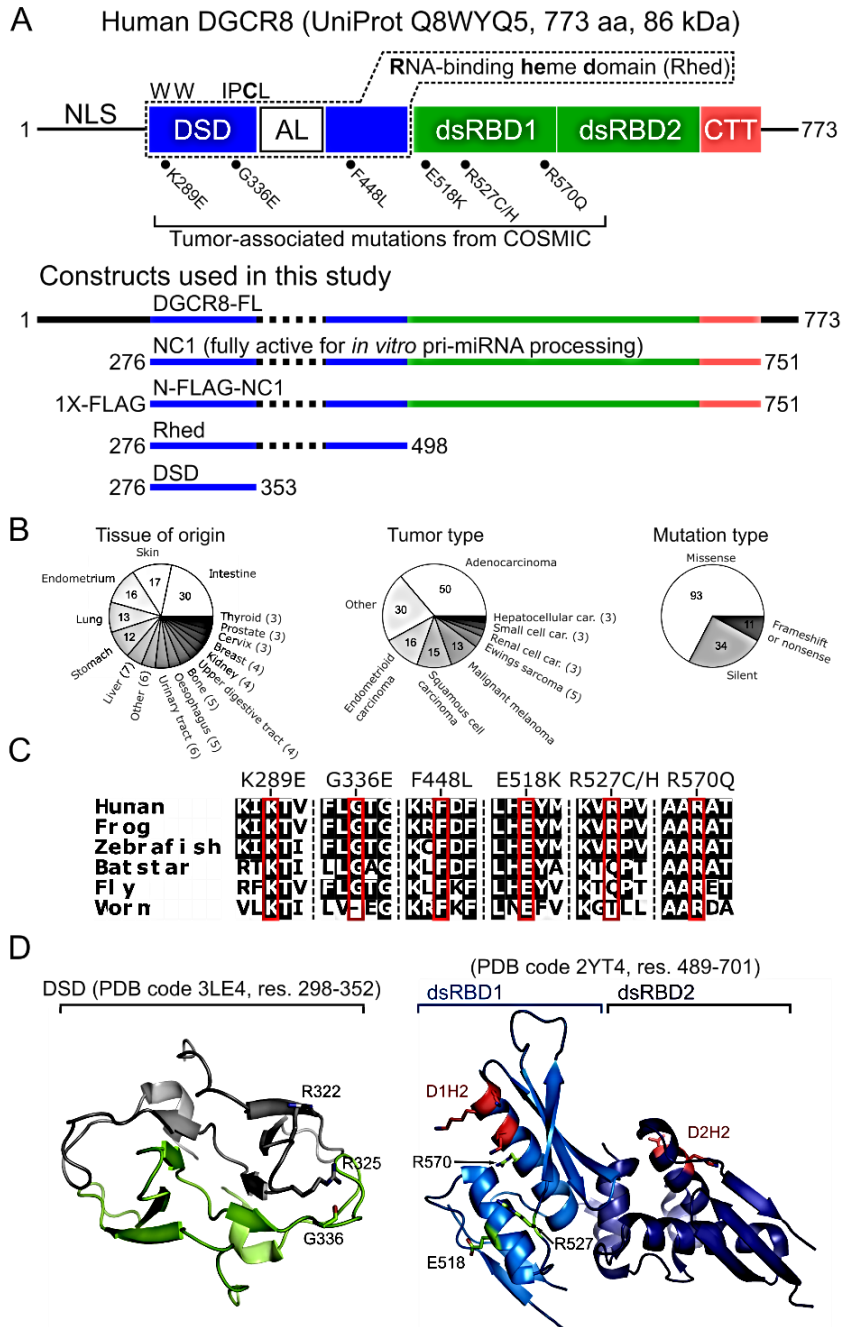 A
Human DGCR8 (UniProt Q8WYQ5, 773 aa, 86 kDa)
RNA-binding heme domain (Rhed)
WW IPCL
NLS
1 DSD AL dsRBD1 dsRBD2 CTT 773
K289E
G336E
F448L
E518K
R527C/H
R570Q
Tumor-associated mutations from COSMIC
Constructs used in this study
DGCR8-FL
1 773
NC1 (fully active for in vitro pri-miRNA processing)
276 751
N-FLAG-NC1
1X-FLAG 751
Rhed
276 498
DSD
276 353
B
Tissue of origin
Skin
Intestine
Endometrium
Lung
Stomach
Liver (7)
Other (6)
Urinary tract (6)
Oesophagus (5)
Bone (5)
Upper digestive tract (4)
Kidney (4)
Breast (4)
Cervix (3)
Prostate (3)
Thyroid (3)
17
30
16
13
12
Tumor type
Adenocarcinoma
Other
50
30
16
15
13
Hepatocellular car. (3)
Small cell car. (3)
Renal cell car. (3)
Ewings sarcoma (5)
Malignant melanoma
Squamous cell carcinoma
Endometrioid carcinoma
Mutation type
Missense
93
11
34
Frameshift or nonsense
Silent
C
K289E G336E F448L E518K R527C/H R570Q
Human KIKTV FLGTG KRFDF LHEYM KVRPV AARAT
Frog KIKTV FLGTG KRFDF LHEYM KVRPV AARAT
Zebrafish KIKTI FLGTG KCFDF LHEYM KVRPV AARAT
Batstar RTKTI LLGAG KLFDF LHEYA KTQPT AARAT
Fly RFKTV FLGTG KLFKF LHEYV KTQPT AARET
Worm VLKTI LV-EG KRFKF LNEFV KGTLL AARDA
D
DSD (PDB code 3LE4, res. 298-352)
R322
R325
G336
(PDB code 2YT4, res. 489-701)
dsRBD1 dsRBD2
D1H2
D2H2
R570
E518
R527